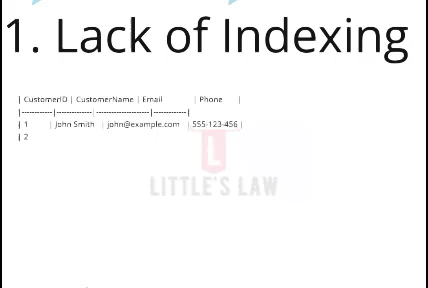 1. Lack of Indexing
| CustomerID | CustomerName | Email | Phone |
|------------|--------------|---------------------|-------------|
| 1 | John Smith | john@example.com | 555-123-456 |
| 2
L
LITTLE'S LAW